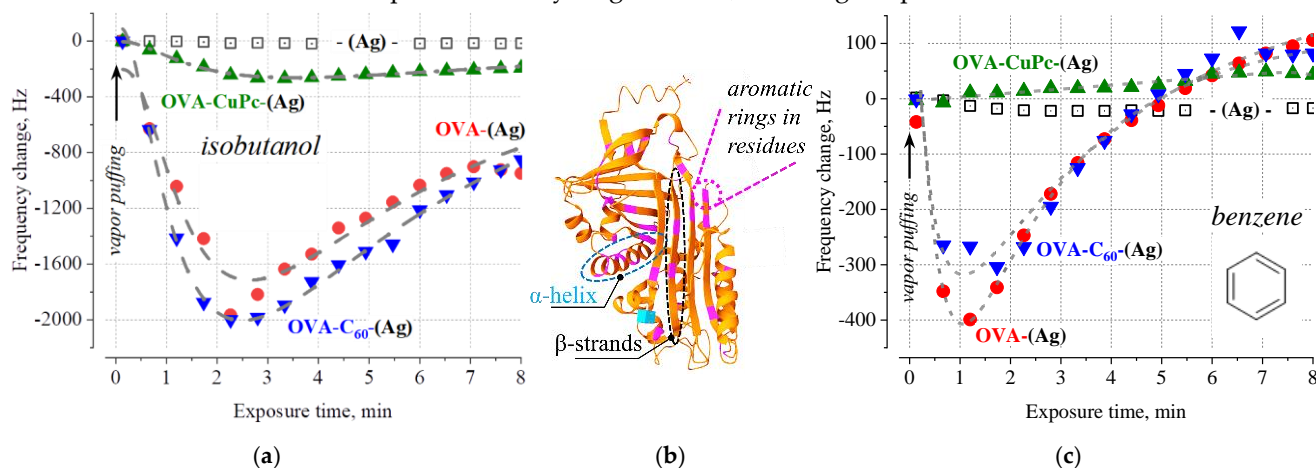 0
-400
-800
-1200
-1600
-2000
Frequency change, Hz
vapor puffing
- (Ag) -
OVA-CuPc-(Ag)
OVA-(Ag)
isobutanol
OVA-C60-(Ag)
0 1 2 3 4 5 6 7 8
Exposure time, min
(a)
aromatic
rings in
residues
α-helix
β-strands
(b)
100
0
-100
-200
-300
-400
Frequency change, Hz
vapor puffing
OVA-CuPc-(Ag)
- (Ag) -
benzene
OVA-C60-(Ag)
OVA-(Ag)
0 1 2 3 4 5 6 7 8
Exposure time, min
(c)